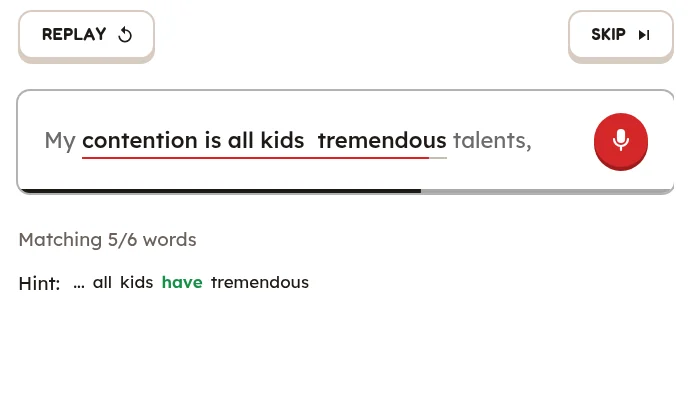 REPLAY SKIP
My contention is all kids tremendous talents,
Matching 5/6 words
Hint: ... all kids have tremendous